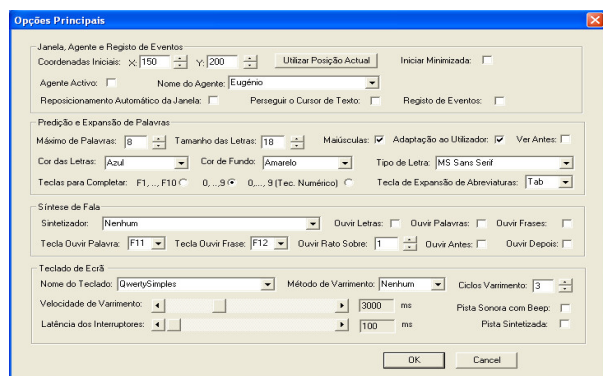 Opções Principais
Janela, Agente e Registo de Eventos
Coordenadas Iniciais: X: 150 Y: 200 Utilizar Posição Actual Iniciar Minimizada:
Agente Activo: Nome do Agente: Eugénio
Reposicionamento Automático da Janela: Perseguir o Cursor de Texto: Registo de Eventos:
Predição e Expansão de Palavras
Máximo de Palavras: 8 Tamanho das Letras: 18 Maiúsculas: Adaptação ao Utilizador: Ver Antes:
Cor das Letras: Azul Cor de Fundo: Amarelo Tipo de Letra: MS Sans Serif
Teclas para Completar: F1, .., F10 0, ..,9 0,..., 9 (Tec. Numérico) Tecla de Expansão de Abreviaturas: Tab
Síntese de Fala
Sintetizador: Nenhum Ouvir Letras: Ouvir Palavras: Ouvir Frases:
Tecla Ouvir Palavra: F11 Tecla Ouvir Frase: F12 Ouvir Rato Sobre: 1 Ouvir Antes: Ouvir Depois:
Teclado de Ecrã
Nome do Teclado: QwertySimples Método de Varrimento: Nenhum Ciclos Varrimento: 3
Velocidade de Varrimento: 3000 ms Pista Sonora com Beep:
Latência dos Interruptores: 100 ms Pista Sintetizada:
OK Cancel